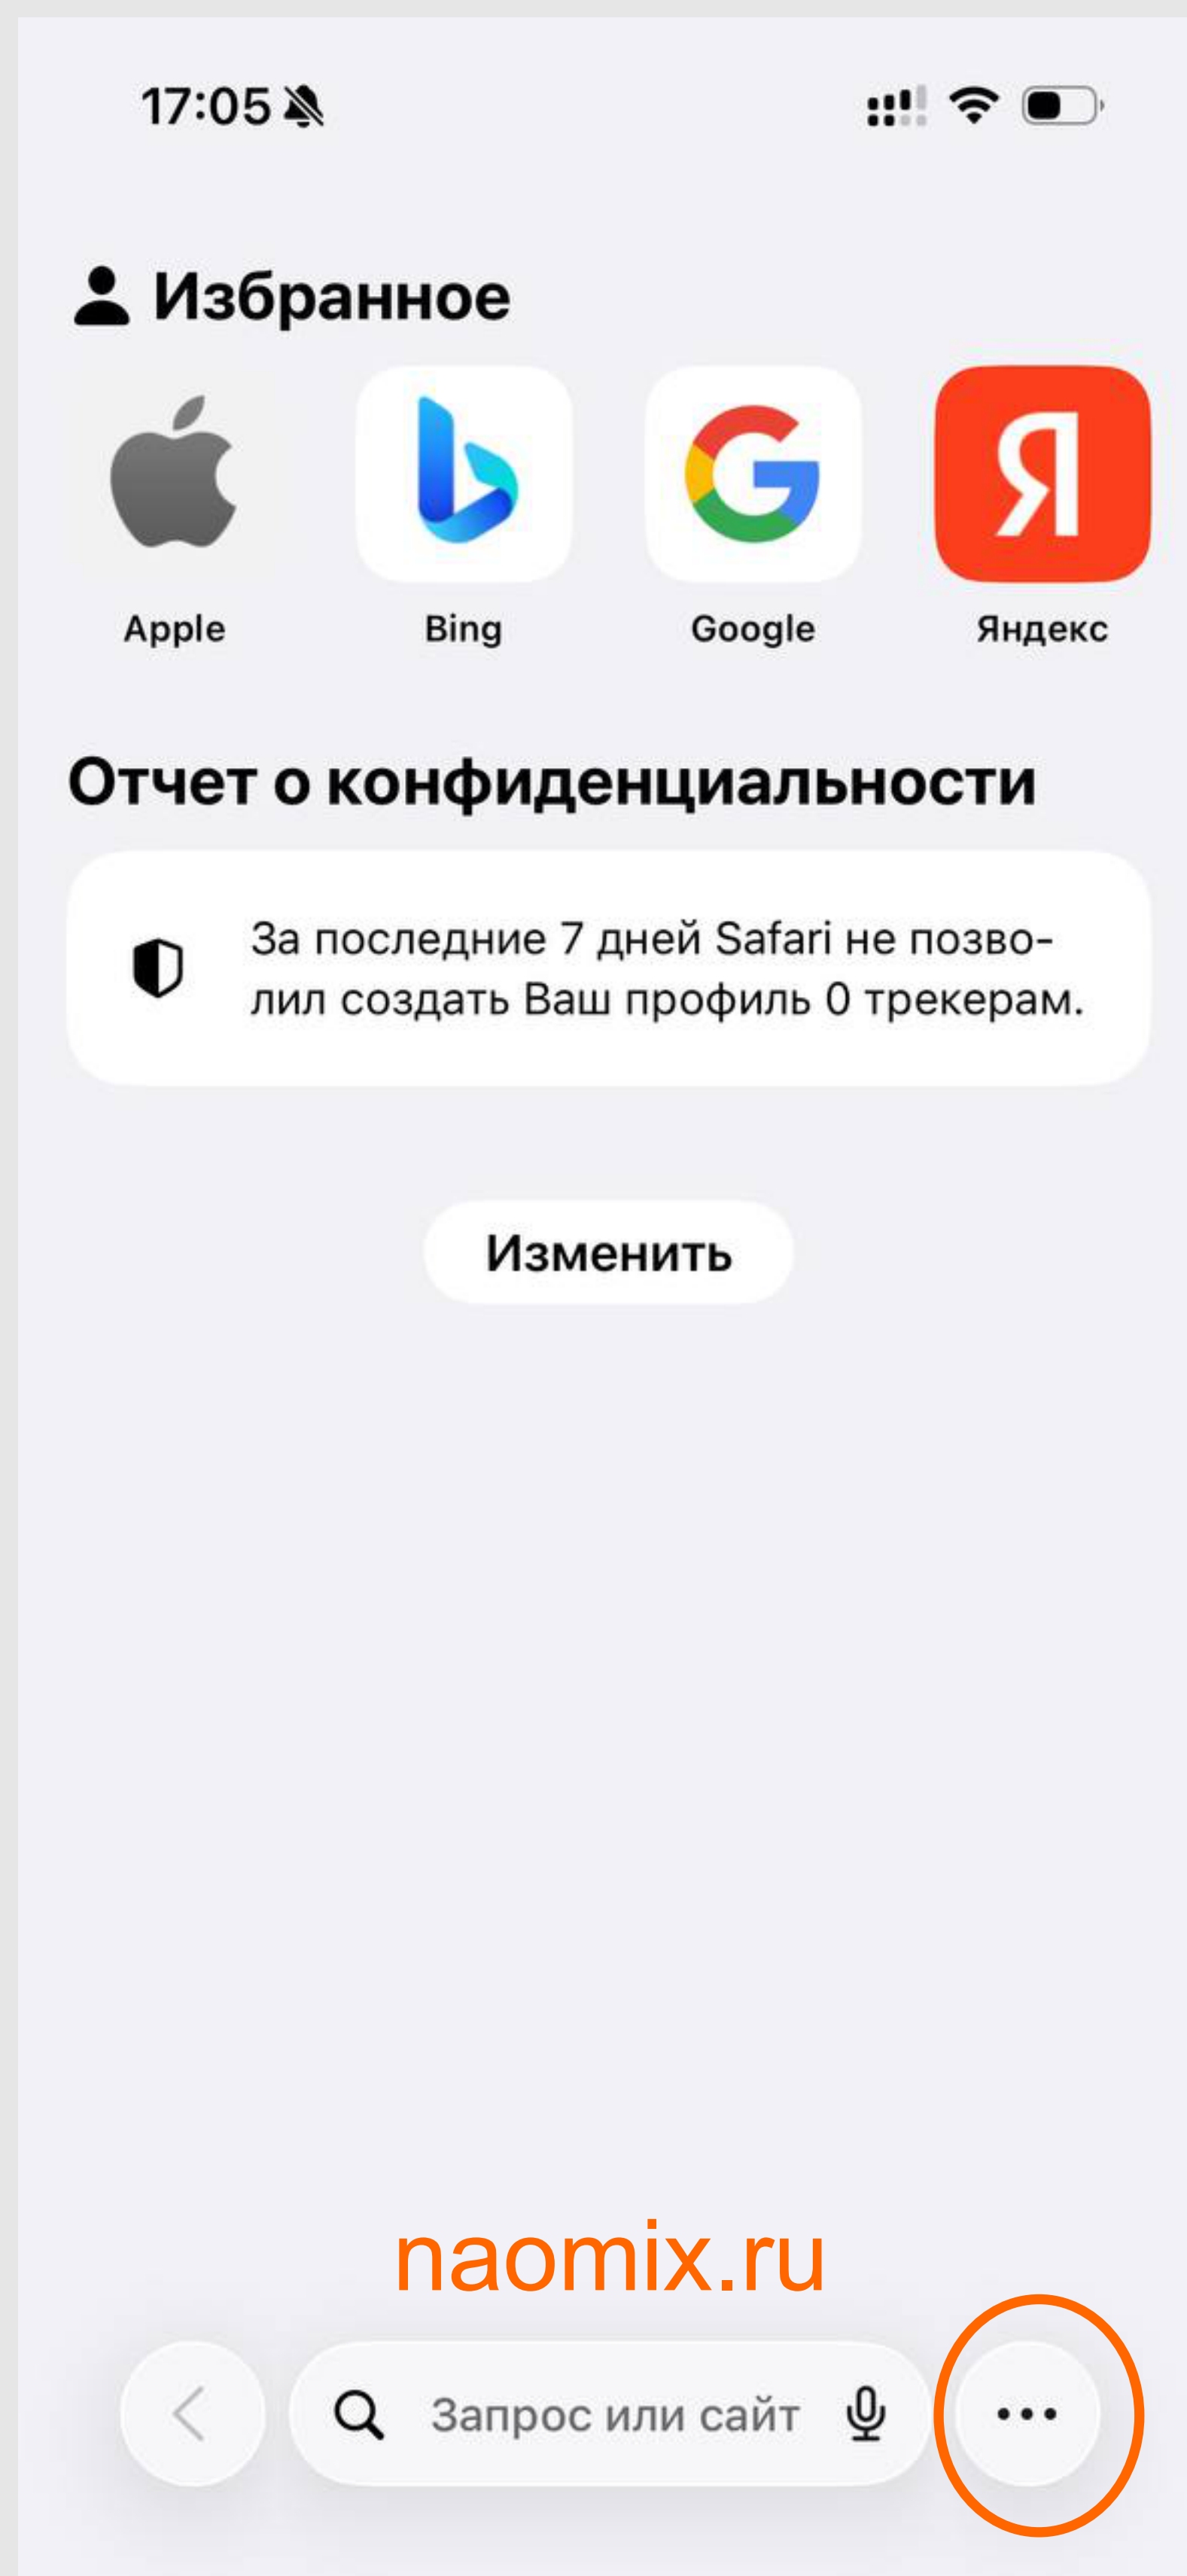 17:05
Избранное
Apple
Bing
Google
Я
Яндекс
Отчет о конфиденциальности
За последние 7 дней Safari не позво-
лил создать Ваш профиль 0 трекерам.
Изменить
naomix.ru
Запрос или сайт